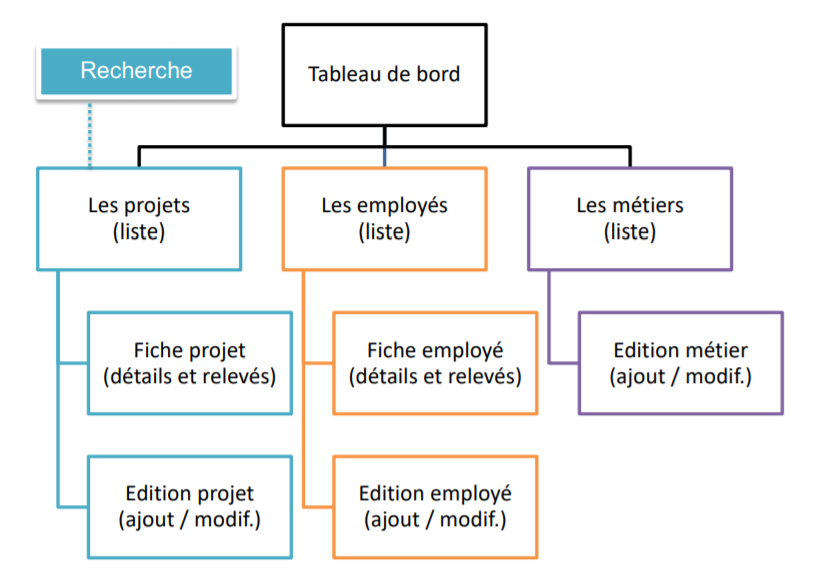 Recherche
Tableau de bord
Les projets
(liste)
Les employés
(liste)
Les métiers
(liste)
Fiche projet
(détails et relevés)
Fiche employé
(détails et relevés)
Edition métier
(ajout / modif.)
Edition projet
(ajout / modif.)
Edition employé
(ajout / modif.)